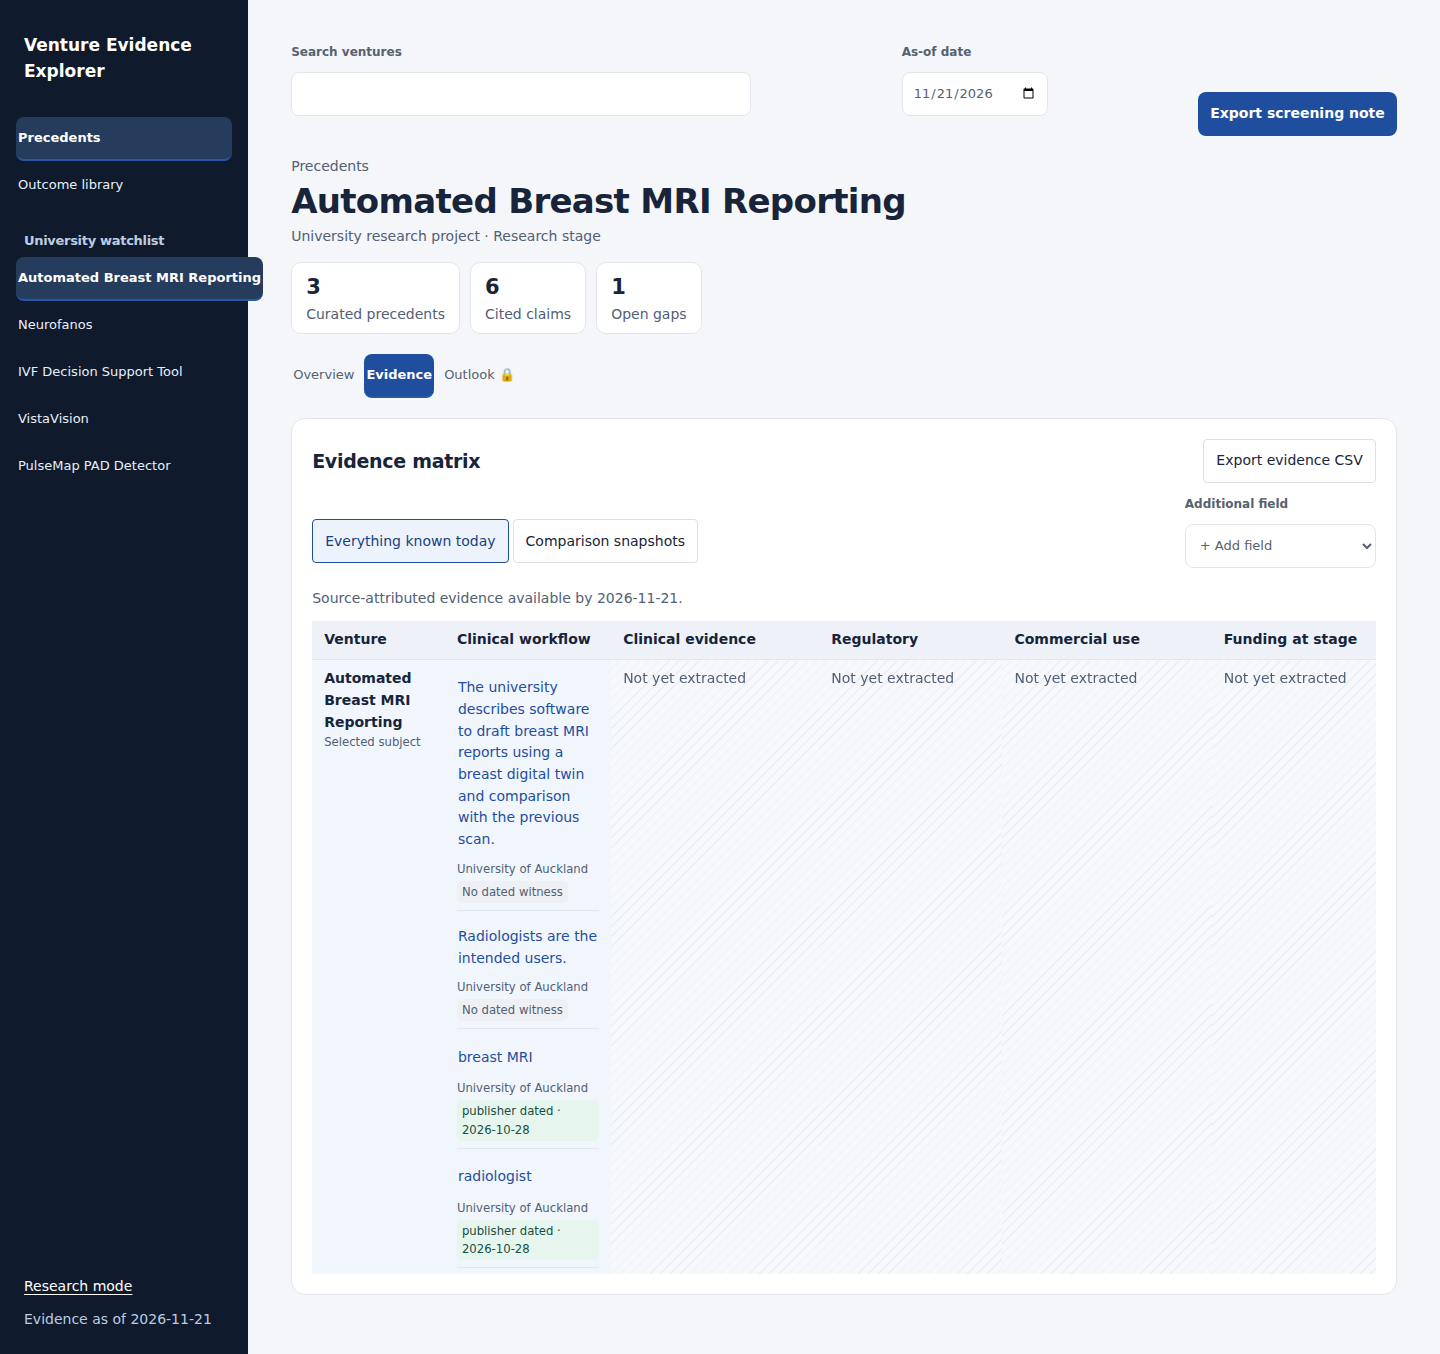 Venture Evidence
Explorer
Precedents
Outcome library
University watchlist
Automated Breast MRI Reporting
Neurofanos
IVF Decision Support Tool
VistaVision
PulseMap PAD Detector
Research mode
Evidence as of 2026-11-21
Search ventures
As-of date
11/21/2026
Export screening note
Precedents
Automated Breast MRI Reporting
University research project · Research stage
3
Curated precedents
6
Cited claims
1
Open gaps
Overview
Evidence
Outlook 🔒
Evidence matrix
Export evidence CSV
Additional field
+ Add field
Everything known today
Comparison snapshots
Source-attributed evidence available by 2026-11-21.
Venture
Clinical workflow
Clinical evidence
Regulatory
Commercial use
Funding at stage
Automated
Breast MRI
Reporting
Selected subject
The university
describes software
to draft breast MRI
reports using a
breast digital twin
and comparison
with the previous
scan.
University of Auckland
No dated witness
Radiologists are the
intended users.
University of Auckland
No dated witness
breast MRI
University of Auckland
publisher dated ·
2026-10-28
radiologist
University of Auckland
publisher dated ·
2026-10-28
Not yet extracted
Not yet extracted
Not yet extracted
Not yet extracted